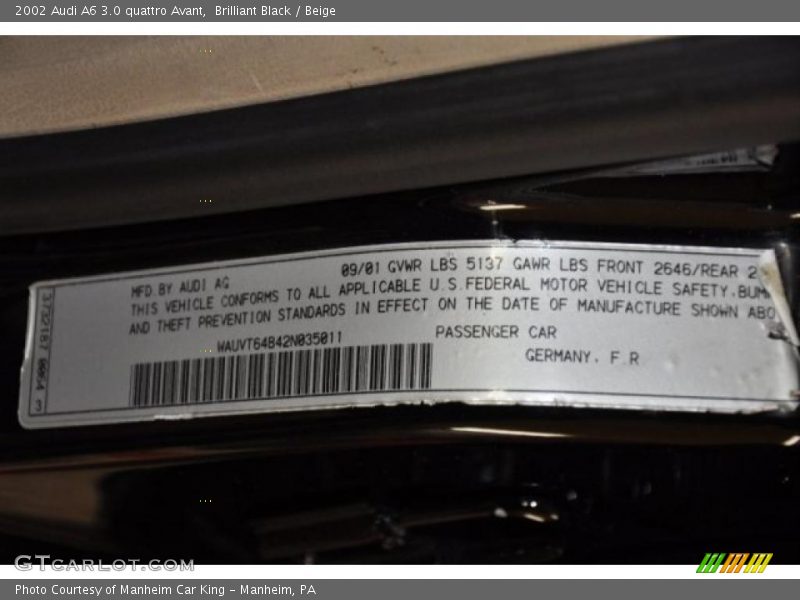 2002 Audi A6 3.0 quattro Avant, Brilliant Black / Beige
MFD BY AUDI AG 09/01 GVWR LBS 5137 GAWR LBS FRONT 2646/REAR
THIS VEHICLE CONFORMS TO ALL APPLICABLE U.S.FEDERAL MOTOR VEHICLE SAFETY,
AND THEFT PREVENTION STANDARDS IN EFFECT ON THE DATE OF MANUFACTURE SHOWN ABO
WAUVT64B42N035011 PASSENGER CAR
GERMANY, F R
GTcarlot.com
Photo Courtesy of Manheim Car King - Manheim, PA